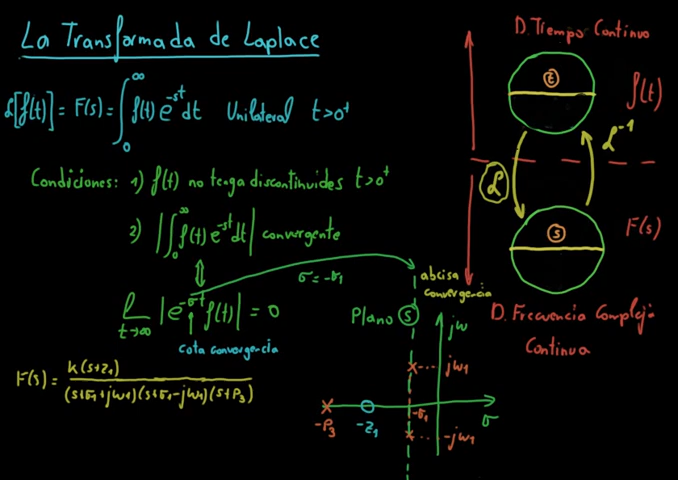 La Transformada de Laplace
ℒ[f(t)] = F(s) = ∫₀^∞ f(t) e^-st dt Unilateral t>0⁺
Condiciones: 1) f(t) no tenga discontinuides t>0⁺
2) |∫₀^∞ f(t) e^-st dt| convergente
⇕
σ = -σ₁
L t→∞ |e^-σt f(t)| = 0
cota convergencia
F(s) = K(s+z₁) / (s+σ₁+jω₁)(s+σ₁-jω₁)(s+P₃)
D. Tiempo Continuo
t
f(t)
ℒ
ℒ⁻¹
s
F(s)
D. Frecuencia Compleja
Continua
abcisa
convergencia
Plano s
jω
jω₁
-σ₁
σ
-P₃
-z₁
-jω₁